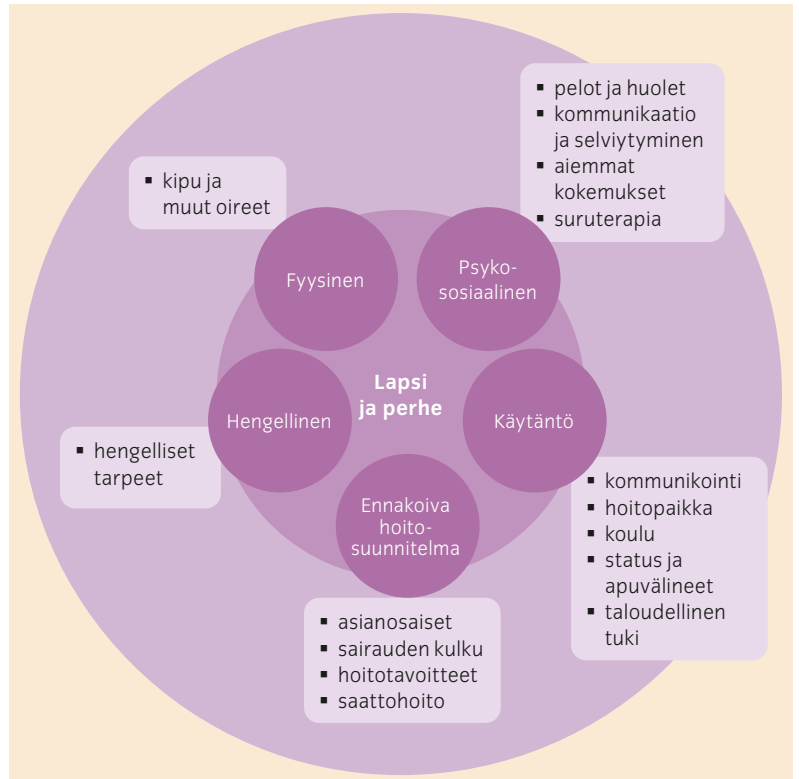 ▪ pelot ja huolet
▪ kommunikaatio
ja selviytyminen
▪ aiemmat
kokemukset
▪ suruterapia
▪ kipu ja
muut oireet
Fyysinen
Psyko-
sosiaalinen
Lapsi
ja perhe
Hengellinen
Käytäntö
▪ hengelliset
tarpeet
Ennakoiva
hoito-
suunnitelma
▪ kommunikointi
▪ hoitopaikka
▪ koulu
▪ status ja
apuvälineet
▪ taloudellinen
tuki
▪ asianosaiset
▪ sairauden kulku
▪ hoitotavoitteet
▪ saattohoito